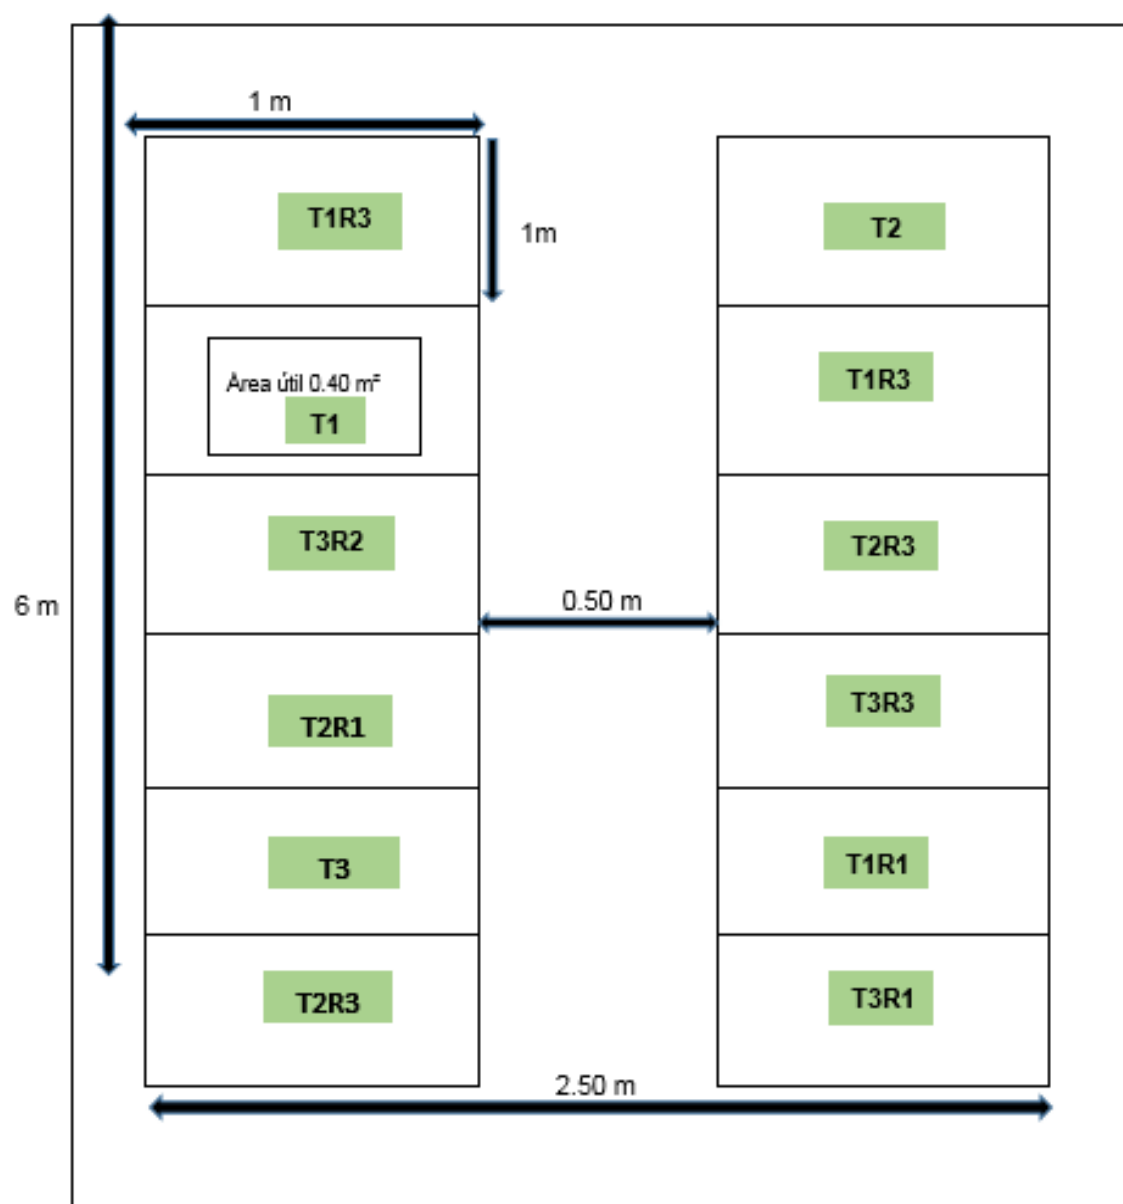 1 m
T1R3
1m
T2
Área útil 0.40 m²
T1
T1R3
T3R2
T2R3
6 m
0.50 m
T2R1
T3R3
T3
T1R1
T2R3
T3R1
2.50 m